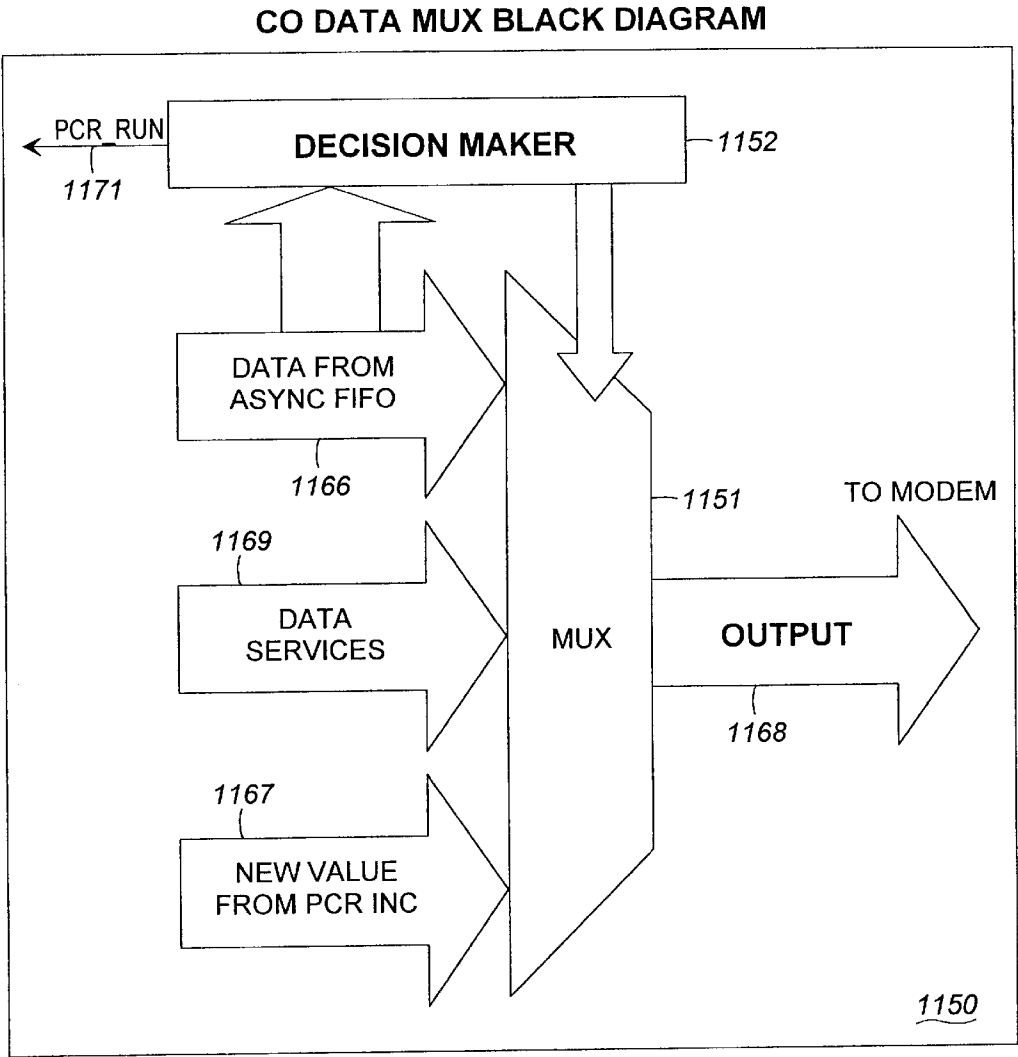 CO DATA MUX BLACK DIAGRAM
PCR_RUN
1171
DECISION MAKER
1152
DATA FROM
ASYNC FIFO
1166
1151
TO MODEM
1169
DATA
SERVICES
MUX
OUTPUT
1168
1167
NEW VALUE
FROM PCR INC
1150